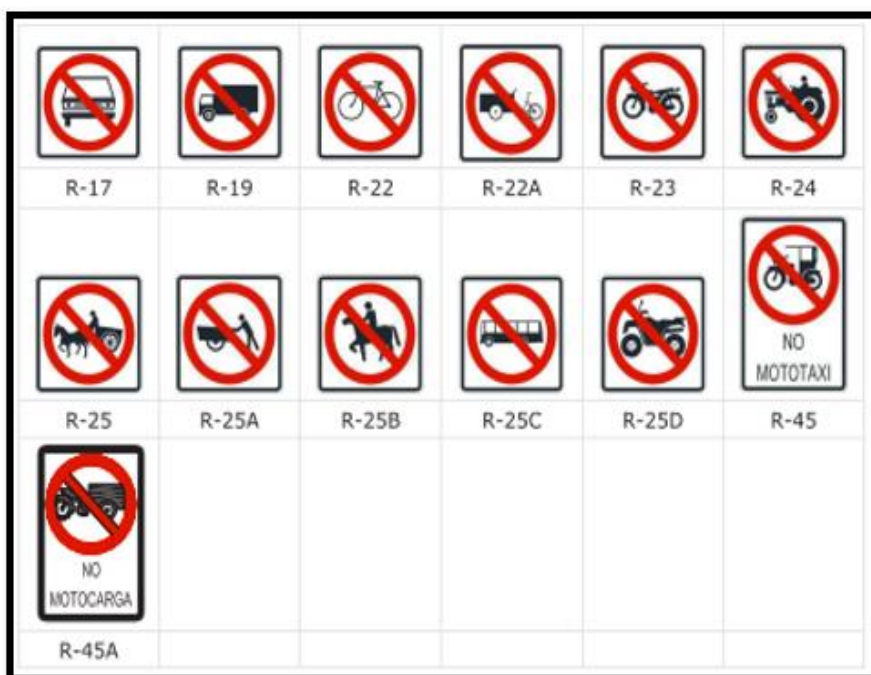 R-17 R-19 R-22 R-22A R-23 R-24
NO
MOTOTAXI
R-25 R-25A R-25B R-25C R-25D R-45
NO
MOTOCARGA
R-45A